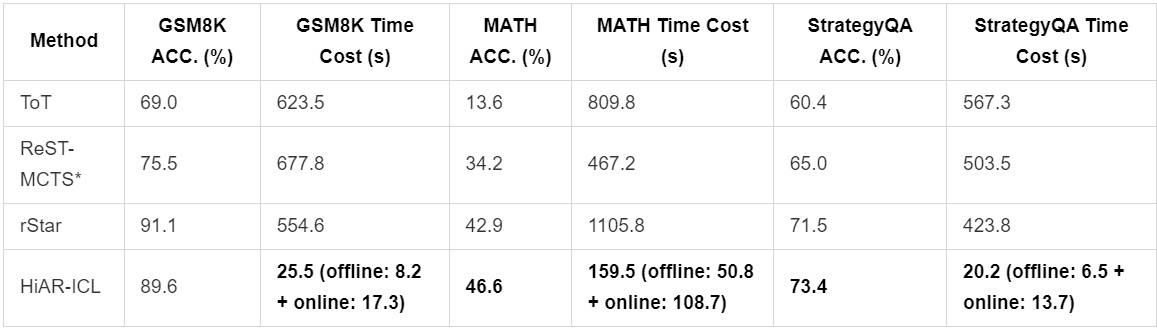 Method GSM8K ACC. (%) GSM8K Time Cost (s) MATH ACC. (%) MATH Time Cost (s) StrategyQA ACC. (%) StrategyQA Time Cost (s)
ToT 69.0 623.5 13.6 809.8 60.4 567.3
ReST-MCTS* 75.5 677.8 34.2 467.2 65.0 503.5
rStar 91.1 554.6 42.9 1105.8 71.5 423.8
HiAR-ICL 89.6 25.5 (offline: 8.2 + online: 17.3) 46.6 159.5 (offline: 50.8 + online: 108.7) 73.4 20.2 (offline: 6.5 + online: 13.7)